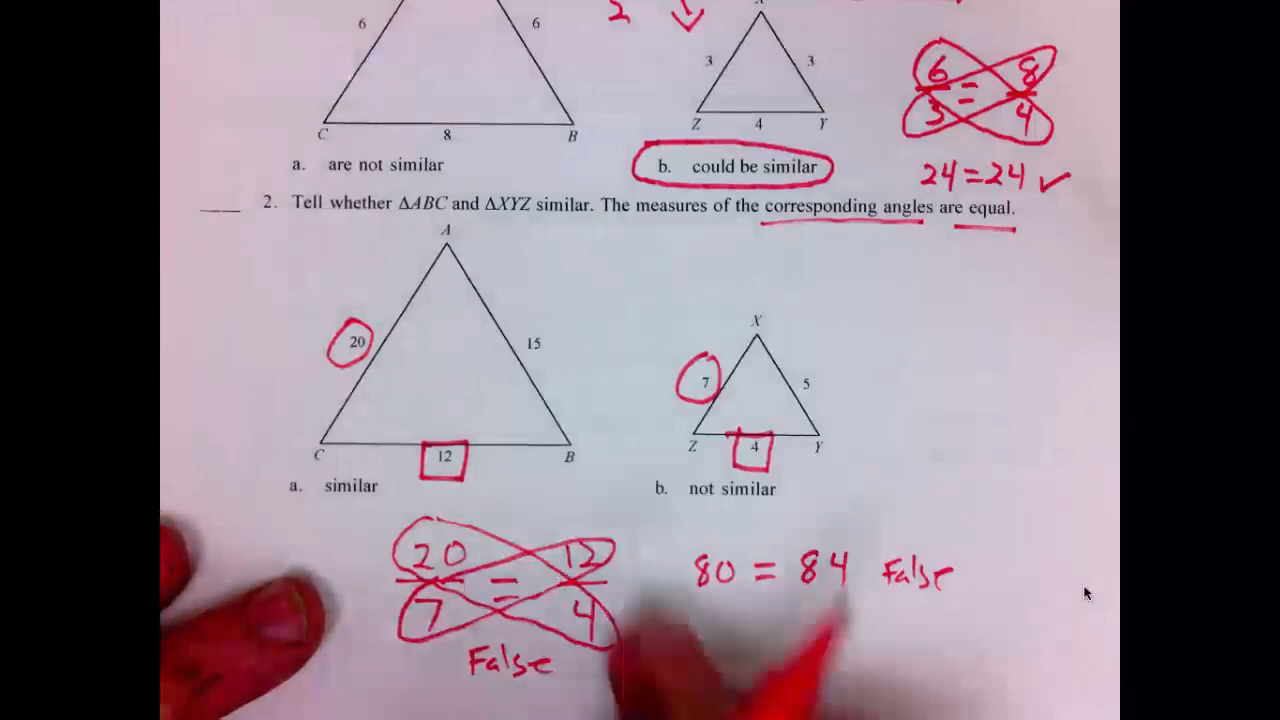 2
6 6
3 3
6 = 8
3 4
C 8 B
Z 4 Y
a. are not similar
b. could be similar
24 = 24 ✓
2. Tell whether ΔABC and ΔXYZ similar. The measures of the corresponding angles are equal.
A
20 15
C 12 B
X
7 5
Z 4 Y
a. similar
b. not similar
20 = 12
7 4
False
80 = 84 False